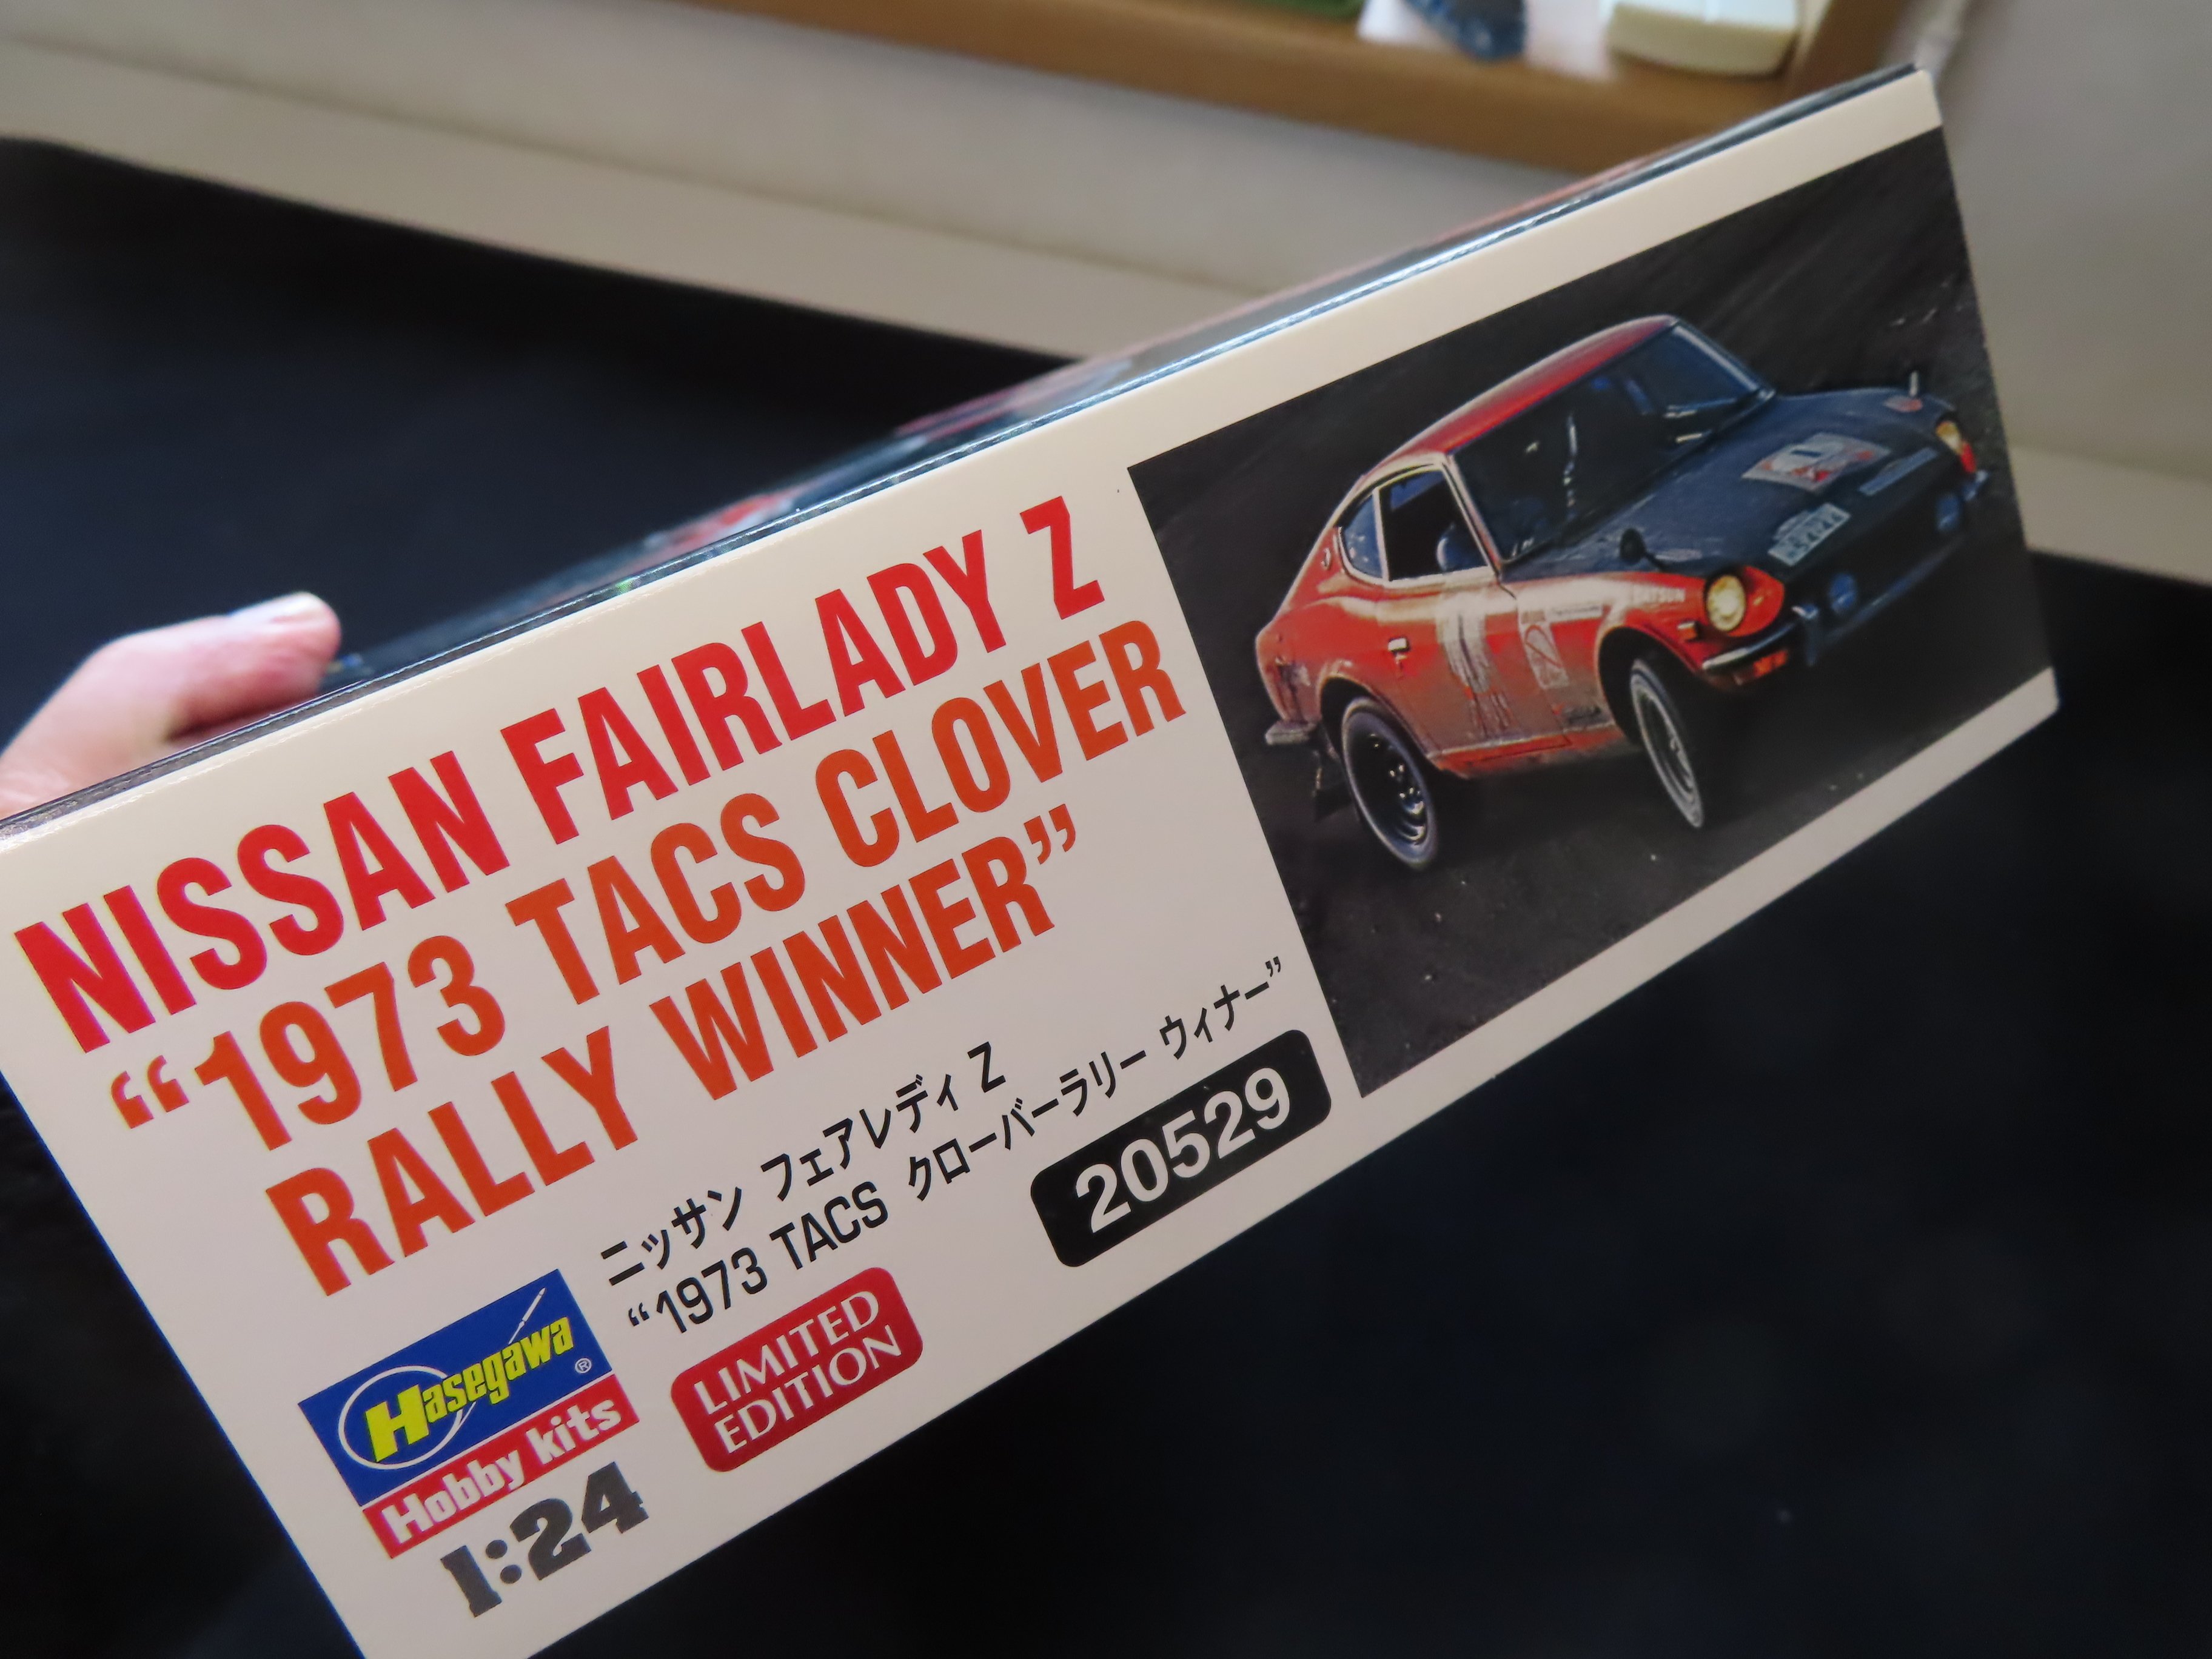 NISSAN FAIRLADY Z
“1973 TACS CLOVER
RALLY WINNER”
ニッサン フェアレディ Z
“1973 TACS クローバーラリー ウィナー”
20529
Hasegawa®
Hobby kits
LIMITED
EDITION
1:24
DATSUN